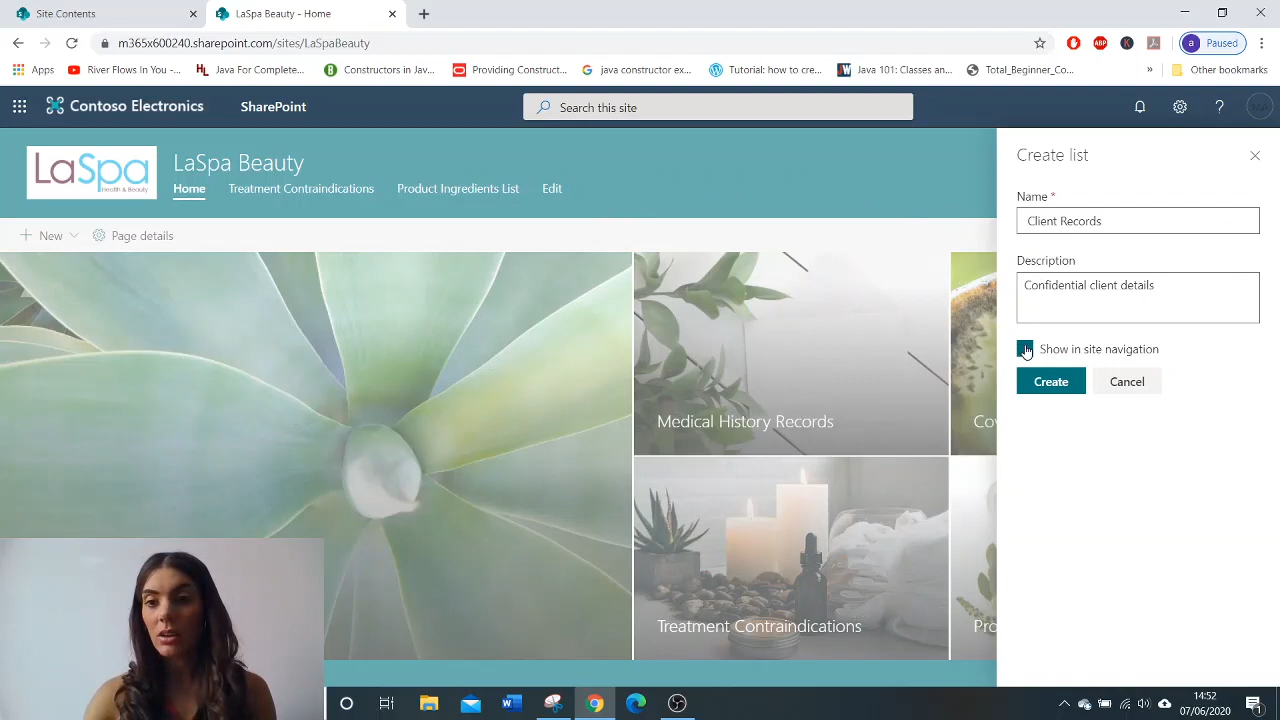 Site Contents
LaSpa Beauty - Home
m365x600240.sharepoint.com/sites/LaSpaBeauty
ABP
K
a
Paused
Apps
River Flows In You -...
Java For Complete...
Constructors in Jav...
Providing Construct...
java constructor ex...
Tutorial: How to cre...
Java 101: Classes an...
Total_Beginner_Co...
»
Other bookmarks
Contoso Electronics
SharePoint
Search this site
LaSpa
Health & Beauty
LaSpa Beauty
Home
Treatment Contraindications
Product Ingredients List
Edit
+ New
Page details
Medical History Records
Treatment Contraindications
Create list
Name *
Client Records
Description
Confidential client details
Show in site navigation
Create
Cancel
14:52
07/06/2020